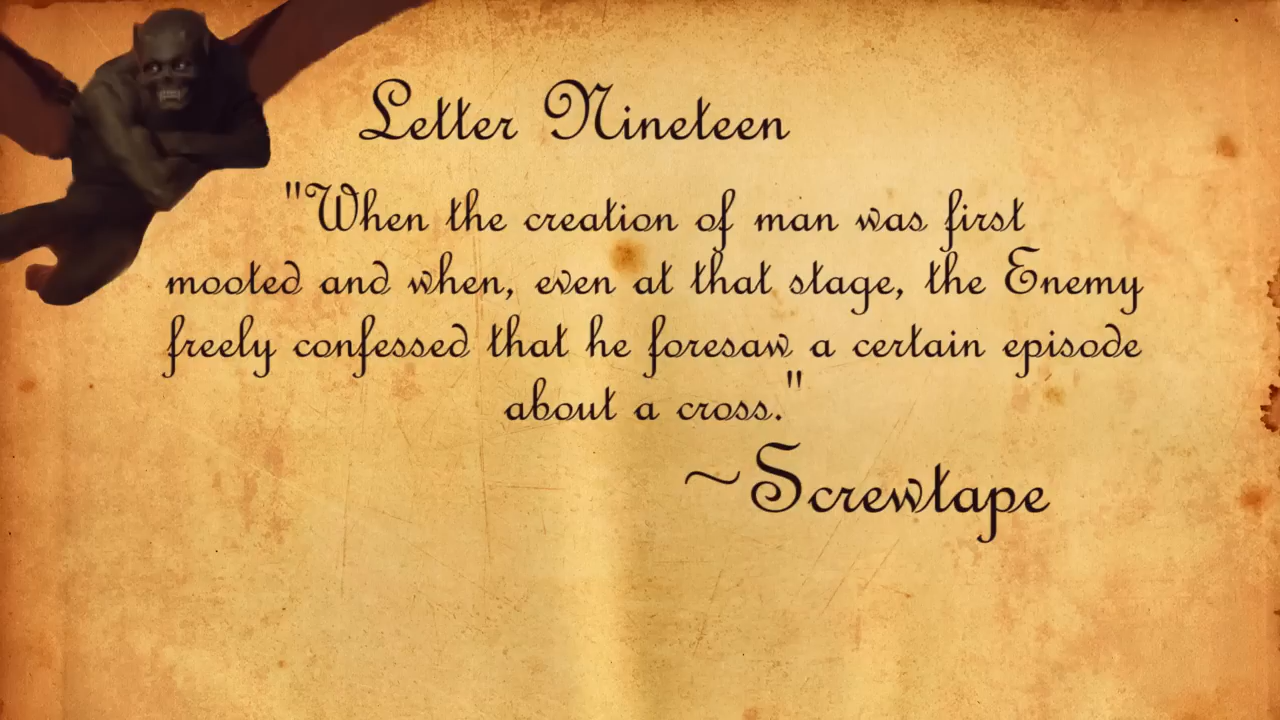 Letter Nineteen
"When the creation of man was first
mooted and when, even at that stage, the Enemy
freely confessed that he foresaw a certain episode
about a cross."
~Screwtape